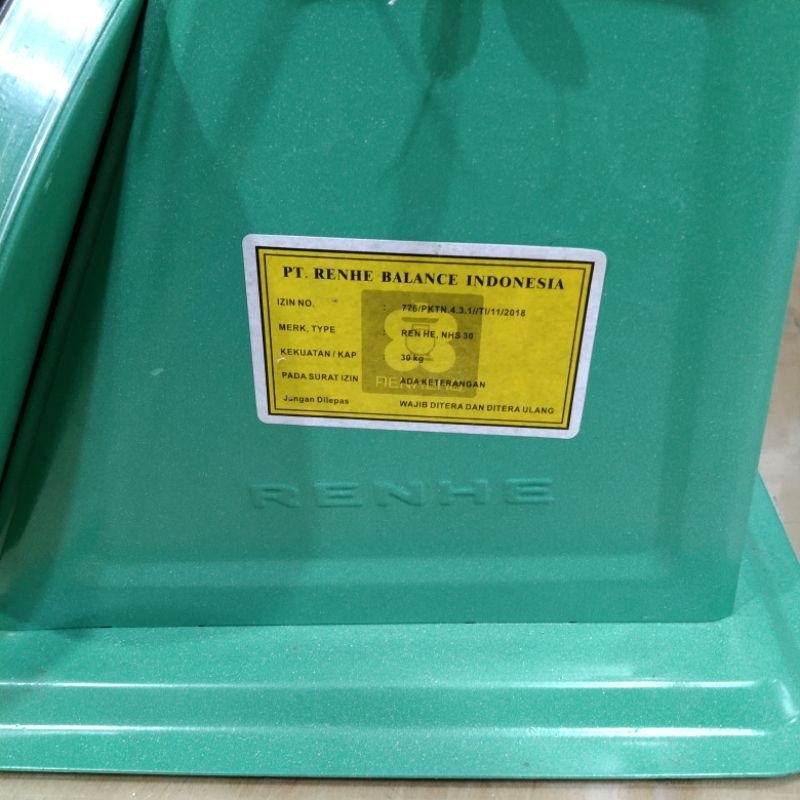 PT. RENHE BALANCE INDONESIA
IZIN NO. : 776/PKTN.4.3.1//TI/11/2018
MERK, TYPE : REN HE, NHS 30
KEKUATAN / KAP : 30 kg
PADA SURAT IZIN ADA KETERANGAN
Jangan Dilepas WAJIB DITERA DAN DITERA ULANG
RENHE